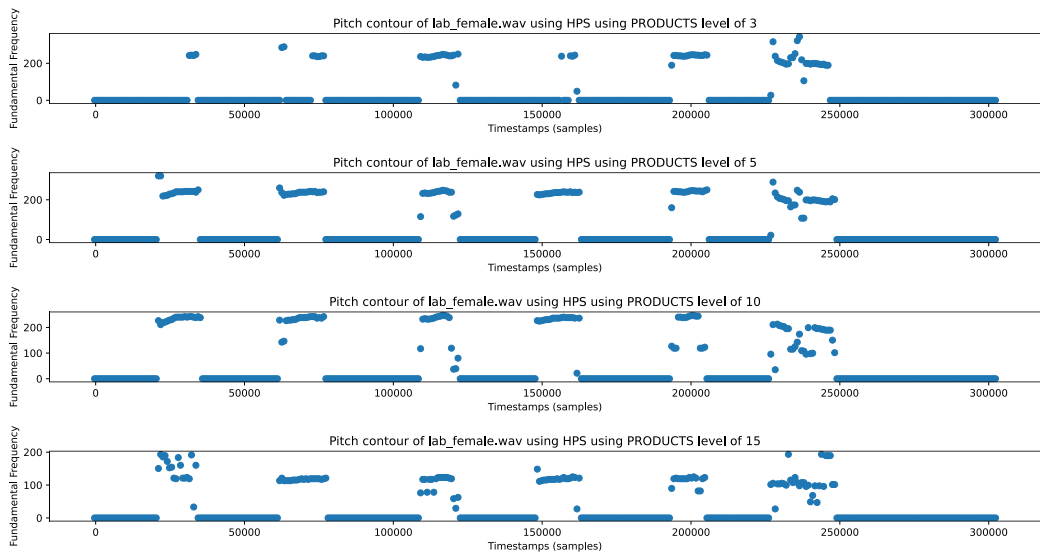 Pitch contour of lab_female.wav using HPS using PRODUCTS level of 3
Fundamental Frequency
200
0
0 50000 100000 150000 200000 250000 300000
Timestamps (samples)
Pitch contour of lab_female.wav using HPS using PRODUCTS level of 5
Fundamental Frequency
200
0
0 50000 100000 150000 200000 250000 300000
Timestamps (samples)
Pitch contour of lab_female.wav using HPS using PRODUCTS level of 10
Fundamental Frequency
200
100
0
0 50000 100000 150000 200000 250000 300000
Timestamps (samples)
Pitch contour of lab_female.wav using HPS using PRODUCTS level of 15
Fundamental Frequency
200
100
0
0 50000 100000 150000 200000 250000 300000
Timestamps (samples)